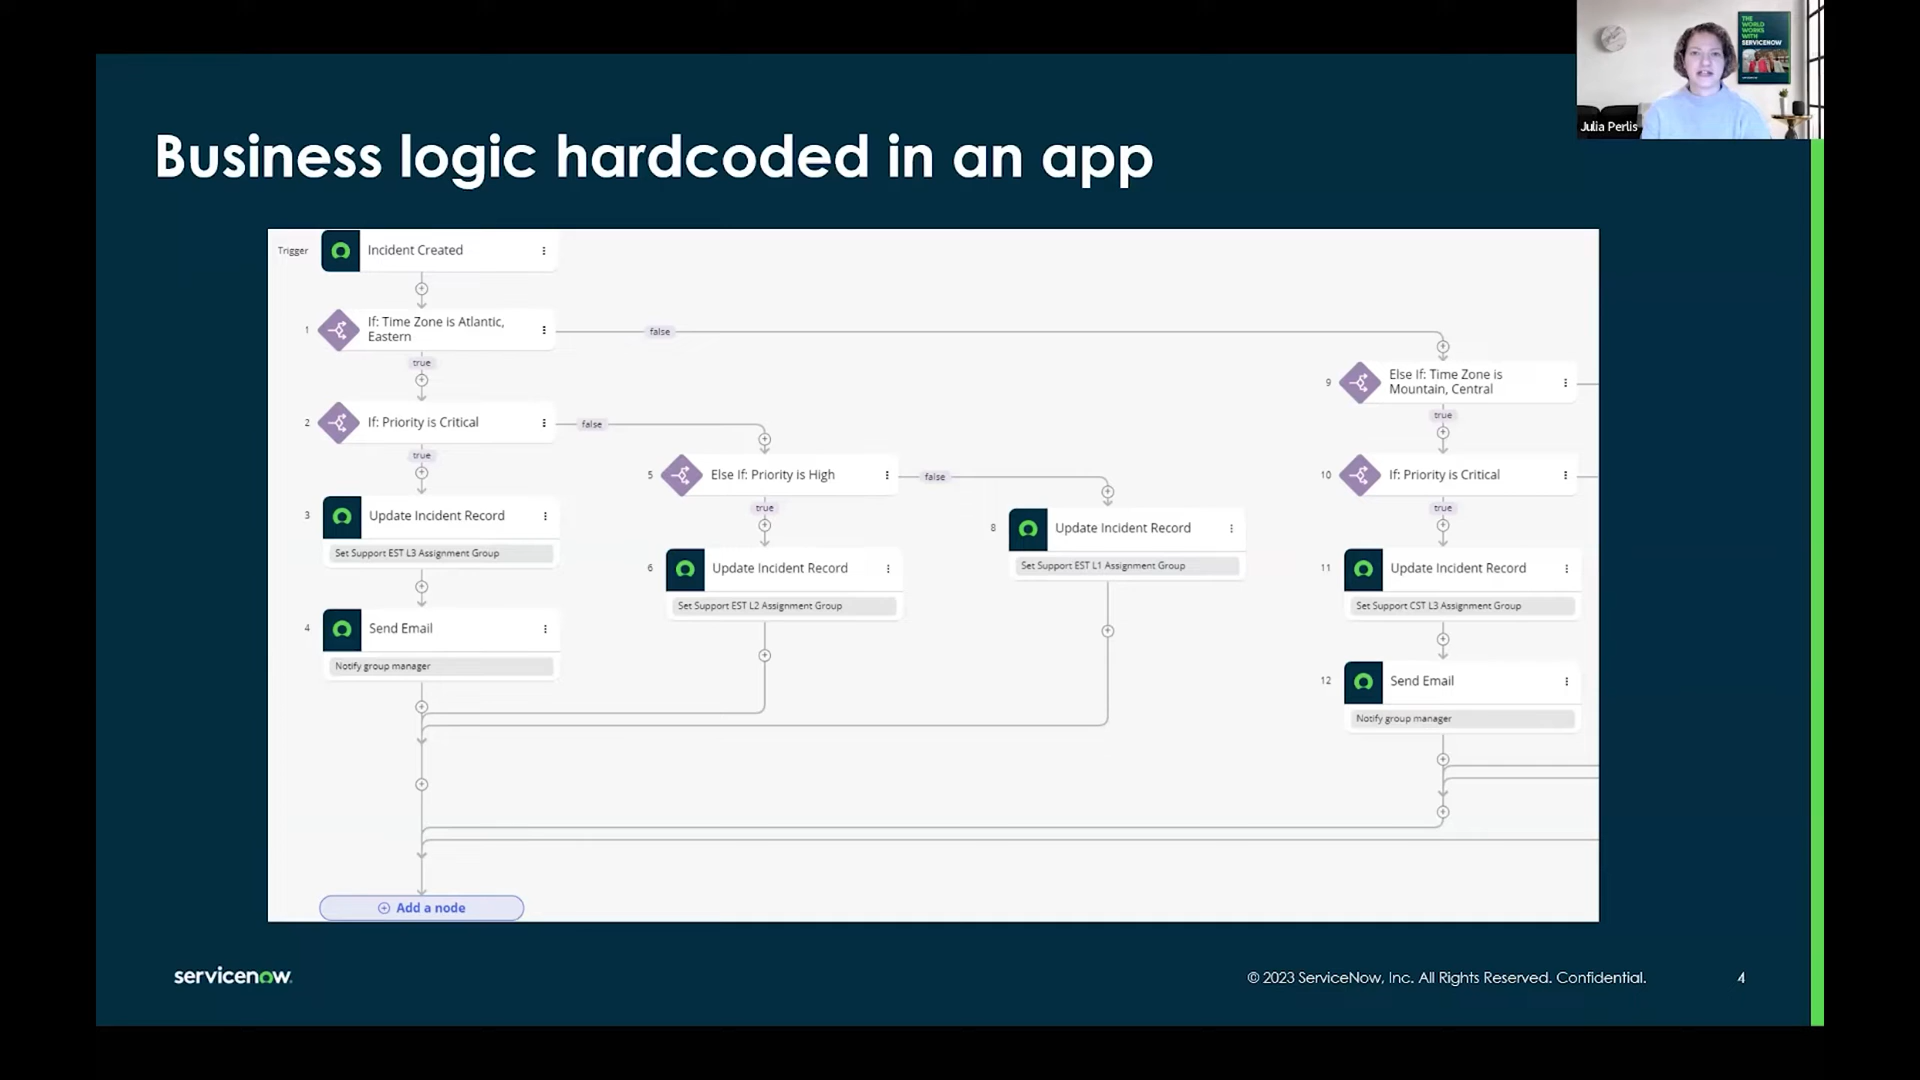 THE
WORLD
WORKS
WITH
SERVICENOW
Julia Perlis
Business logic hardcoded in an app
Trigger
Incident Created
1
If: Time Zone is Atlantic,
Eastern
false
true
2
If: Priority is Critical
false
true
3
Update Incident Record
Set Support EST L3 Assignment Group
4
Send Email
Notify group manager
5
Else If: Priority is High
false
true
6
Update Incident Record
Set Support EST L2 Assignment Group
8
Update Incident Record
Set Support EST L1 Assignment Group
9
Else If: Time Zone is
Mountain, Central
true
10
If: Priority is Critical
true
11
Update Incident Record
Set Support CST L3 Assignment Group
12
Send Email
Notify group manager
Add a node
servicenow.
© 2023 ServiceNow, Inc. All Rights Reserved. Confidential.
4